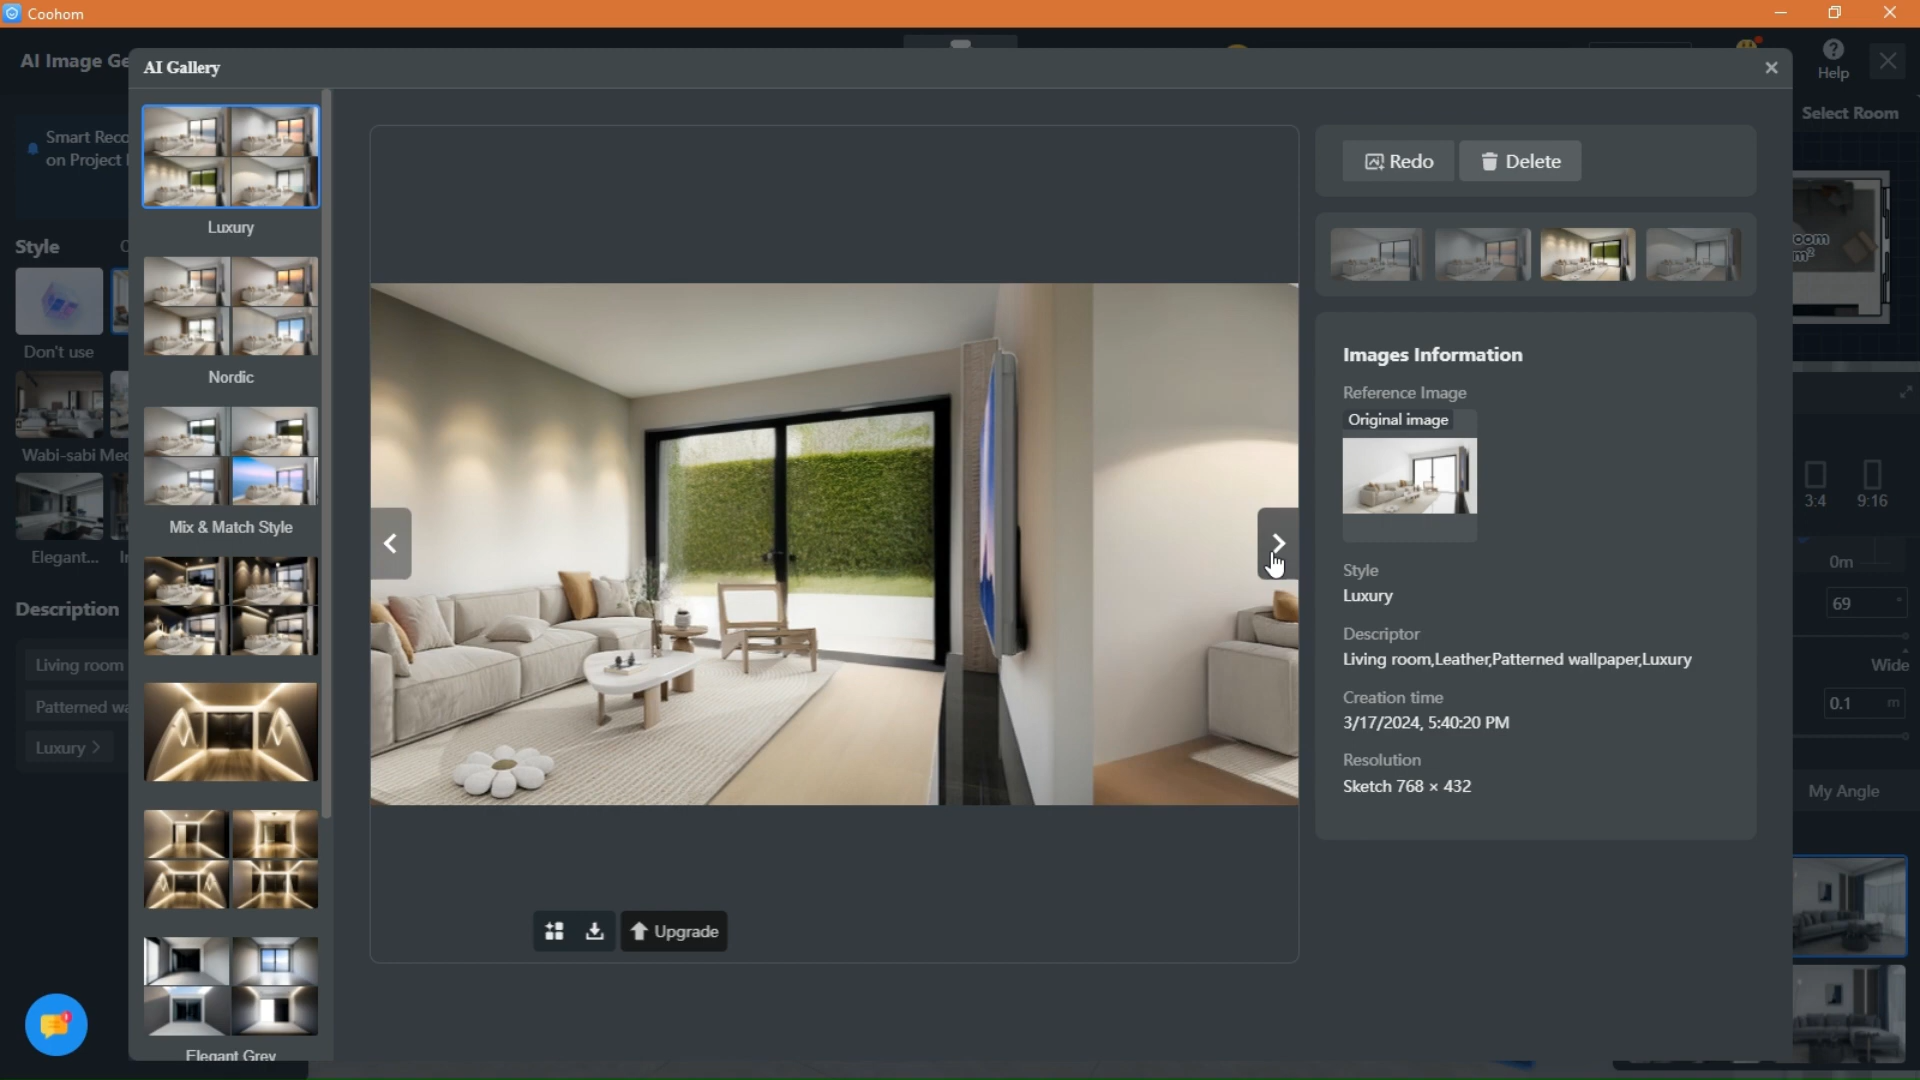 Coohom
AI Image Ge
AI Gallery
Help
Select Room
Smart Reco
on Project
Redo
Delete
Luxury
oom
m²
Style
Don't use
Nordic
Images Information
Reference Image
Original image
Wabi-sabi Med
3:4
9:16
Mix & Match Style
Elegant...
0m
Style
Luxury
69
°
Description
Descriptor
Living room,Leather,Patterned wallpaper,Luxury
Living room
Wide
Patterned wa
Creation time
3/17/2024, 5:40:20 PM
0.1
m
Luxury >
Resolution
Sketch 768 × 432
My Angle
Upgrade
Elegant Grey